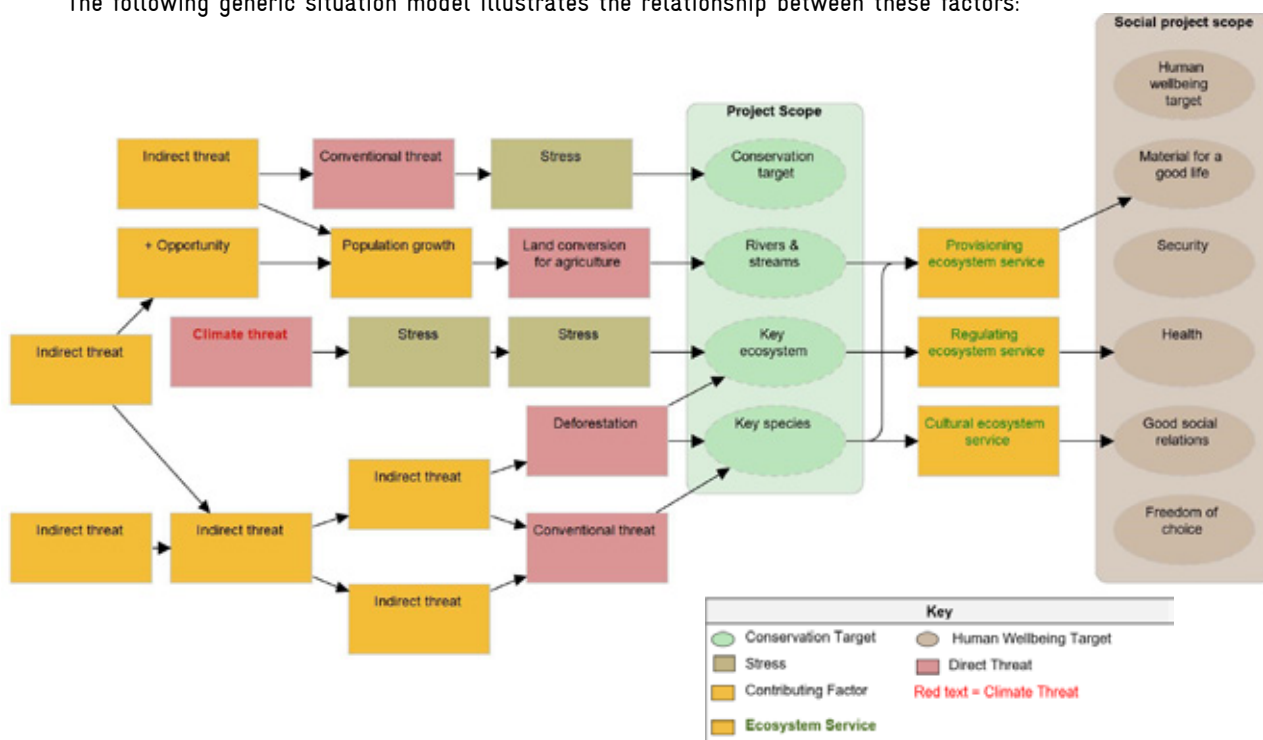 The following generic situation model illustrates the relationship between these factors:
Social project scope
Human
wellbeing
target
Project Scope
Indirect threat
Conventional threat
Stress
Conservation
target
Material for a
good life
+ Opportunity
Population growth
Land conversion
for agriculture
Rivers &
streams
Provisioning
ecosystem service
Security
Climate threat
Stress
Stress
Key
ecosystem
Regulating
ecosystem service
Health
Indirect threat
Deforestation
Key species
Cultural ecosystem
service
Good social
relations
Indirect threat
Indirect threat
Indirect threat
Conventional threat
Freedom of
choice
Indirect threat
Key
Conservation Target
Human Wellbeing Target
Stress
Direct Threat
Contributing Factor
Red text = Climate Threat
Ecosystem Service